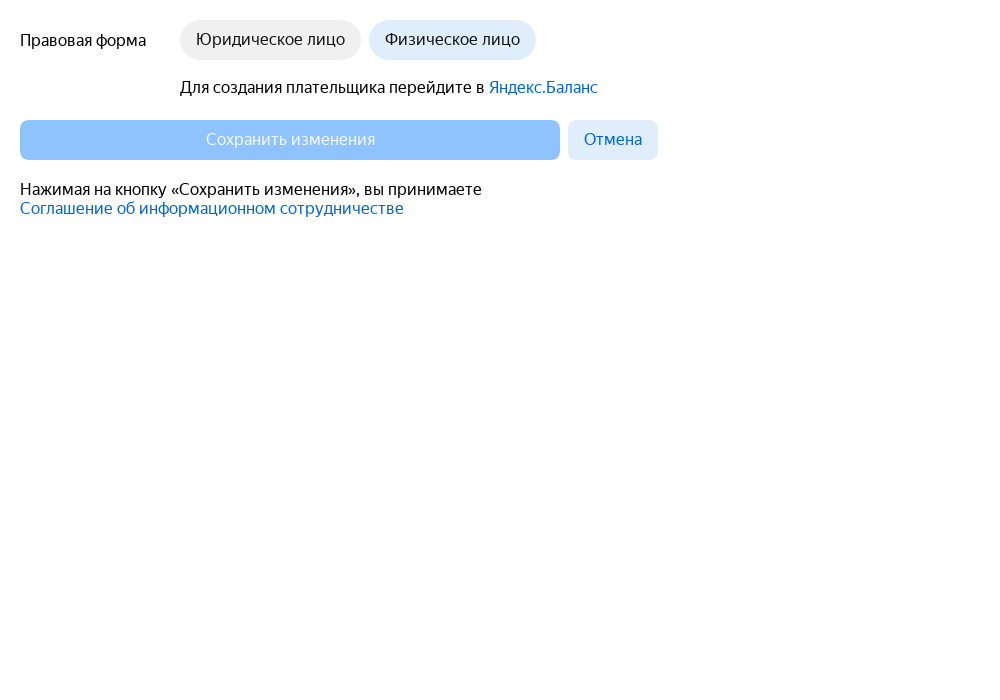 Правовая форма
Юридическое лицо
Физическое лицо
Для создания плательщика перейдите в Яндекс.Баланс
Сохранить изменения
Отмена
Нажимая на кнопку «Сохранить изменения», вы принимаете
Соглашение об информационном сотрудничестве